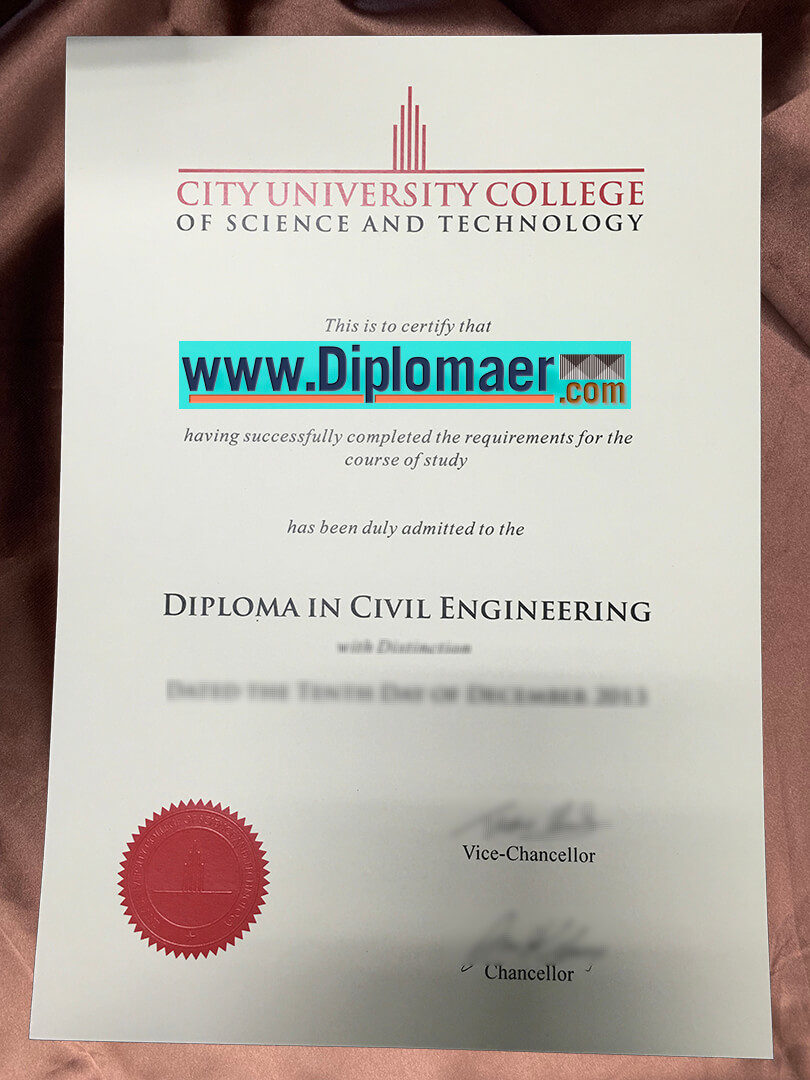 CITY UNIVERSITY COLLEGE
OF SCIENCE AND TECHNOLOGY
This is to certify that
www.Diplomaer.com
having successfully completed the requirements for the
course of study
has been duly admitted to the
DIPLOMA IN CIVIL ENGINEERING
with Distinction
DATED THE TENTH DAY OF DECEMBER 2013
Vice-Chancellor
Chancellor